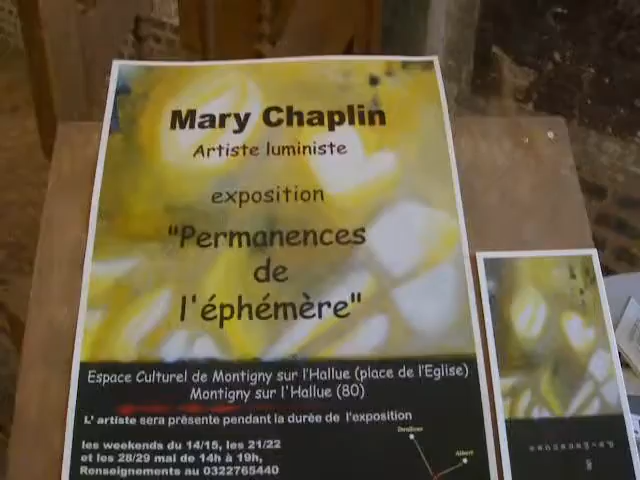 Mary Chaplin
Artiste luministe
exposition
"Permanences
de
l'éphémère"
Espace Culturel de Montigny sur l'Hallue (place de l'Eglise)
Montigny sur l'Hallue (80)
L' artiste sera présente pendant la durée de l'exposition
les weekends du 14/15, les 21/22
et les 28/29 mai de 14h à 19h,
Renseignements au 0322765440
Doullens
Albert